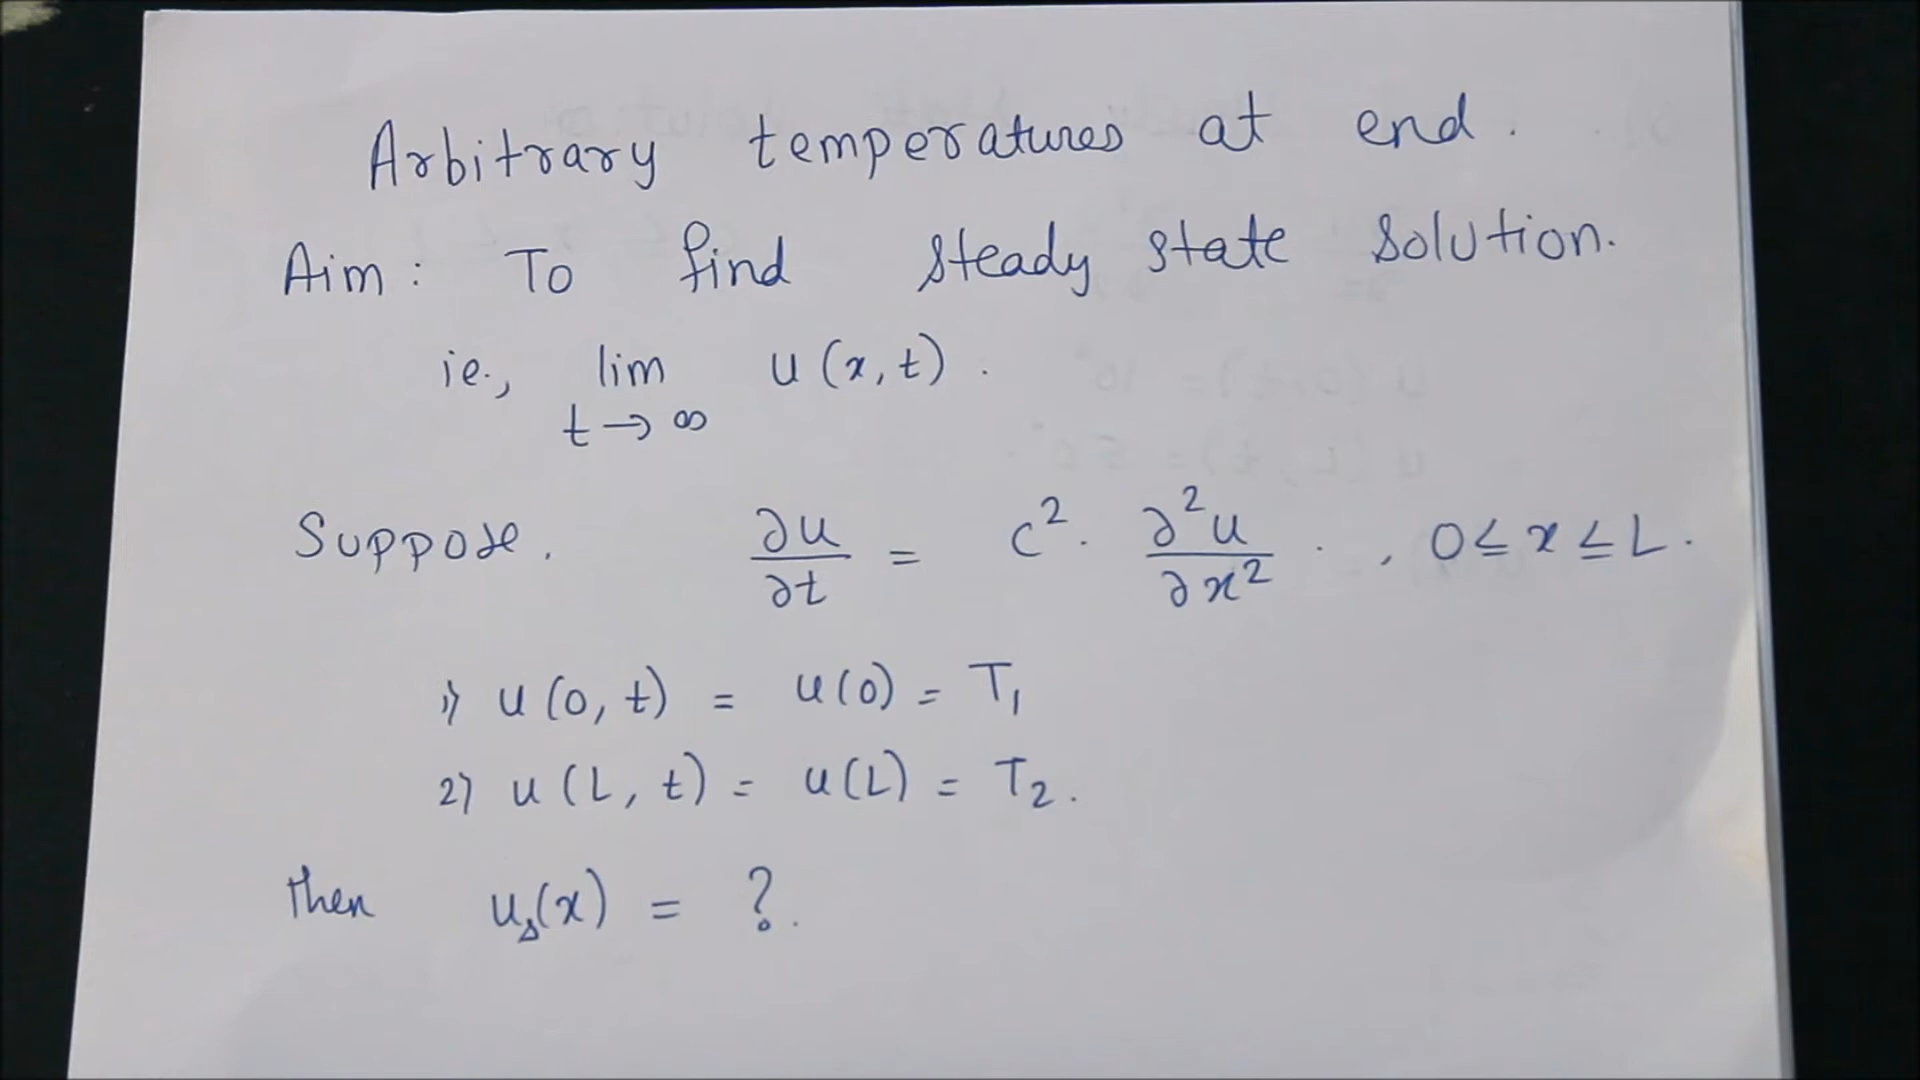 Arbitrary temperatures at end.
Aim: To find steady state solution.
ie., lim u(x,t).
t→∞
Suppose, ∂u/∂t = c². ∂²u/∂x² ., 0≤x≤L.
1) u(0,t) = u(0) = T₁
2) u(L,t) = u(L) = T₂.
then uₛ(x) = ?.